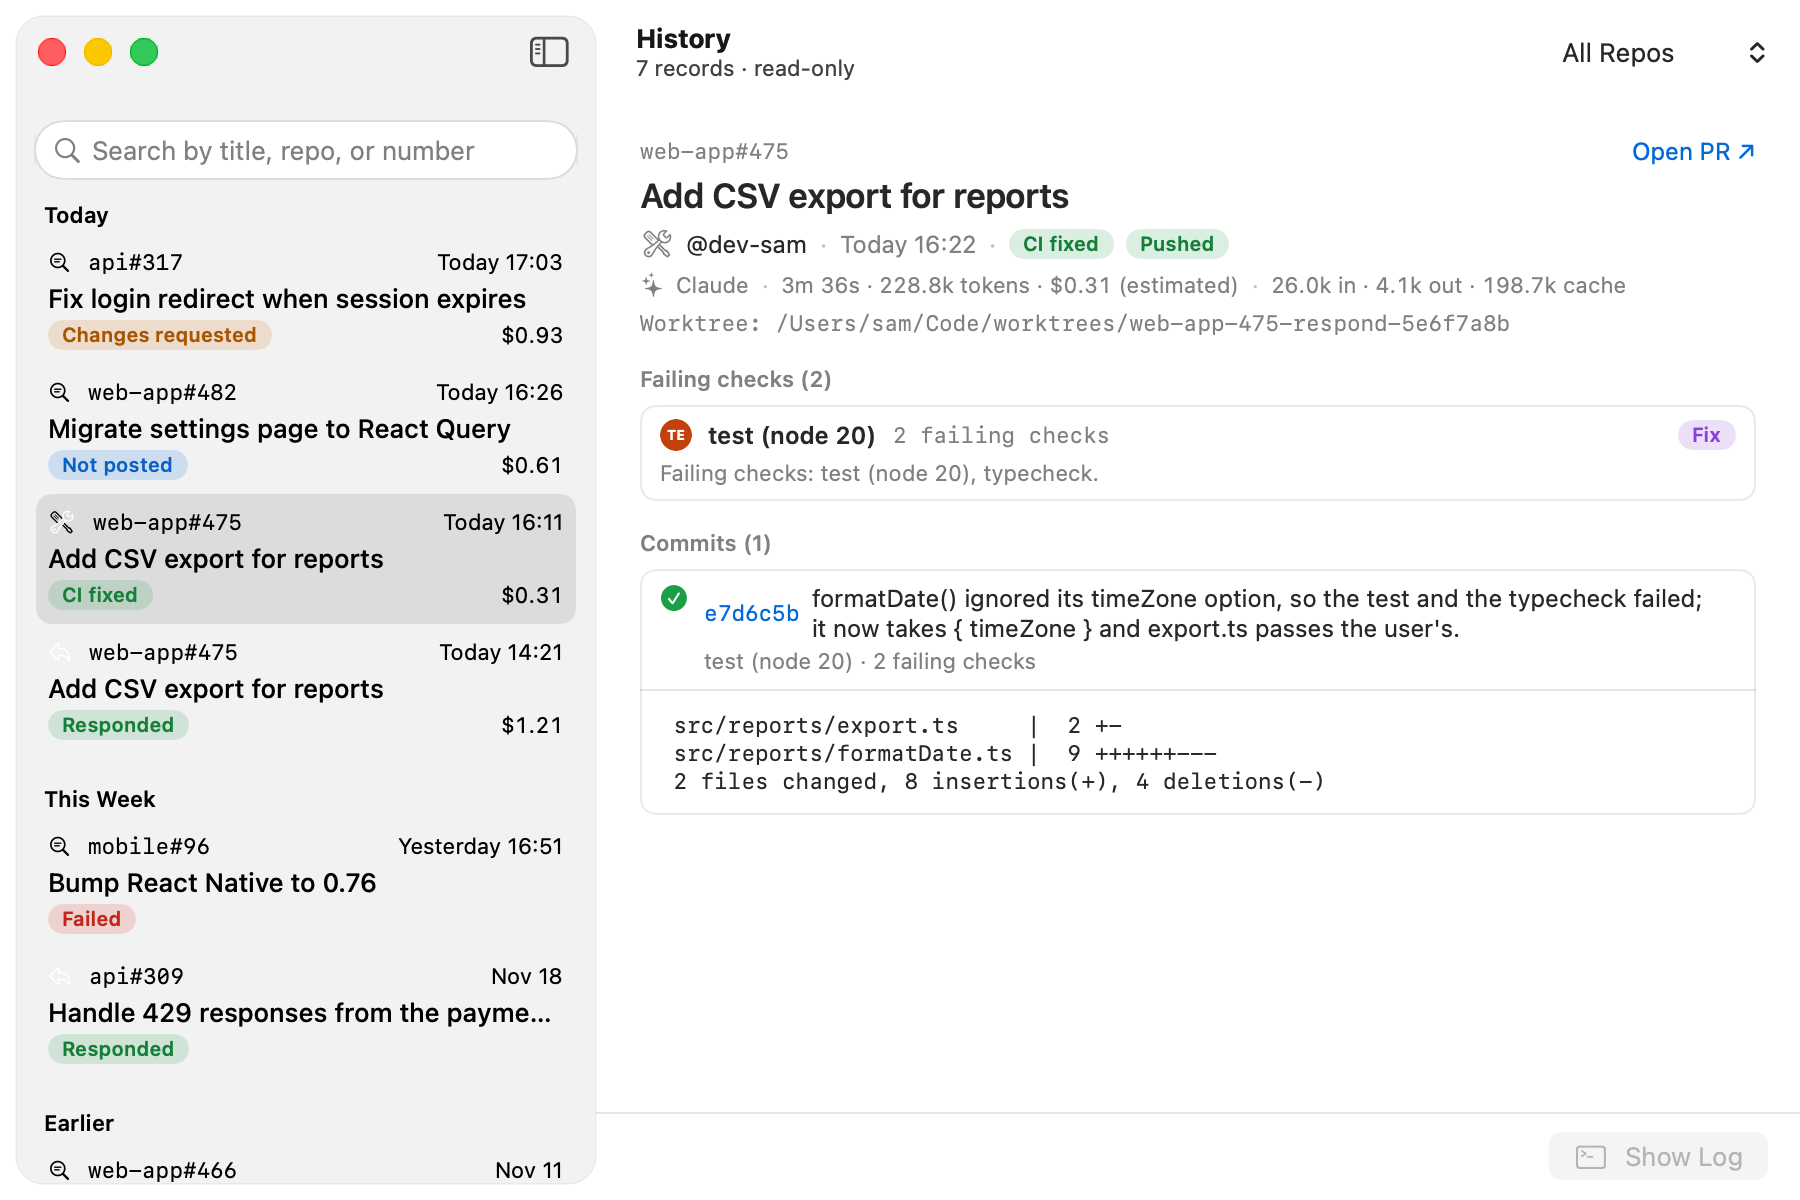 Search by title, repo, or number
Today
api#317 Today 17:03
Fix login redirect when session expires
Changes requested $0.93
web-app#482 Today 16:26
Migrate settings page to React Query
Not posted $0.61
web-app#475 Today 16:11
Add CSV export for reports
CI fixed $0.31
web-app#475 Today 14:21
Add CSV export for reports
Responded $1.21
This Week
mobile#96 Yesterday 16:51
Bump React Native to 0.76
Failed
api#309 Nov 18
Handle 429 responses from the payme...
Responded
Earlier
web-app#466 Nov 11
History
7 records · read-only
All Repos
web-app#475
Open PR ↗
Add CSV export for reports
@dev-sam · Today 16:22 · CI fixed Pushed
Claude · 3m 36s · 228.8k tokens · $0.31 (estimated) · 26.0k in · 4.1k out · 198.7k cache
Worktree: /Users/sam/Code/worktrees/web-app-475-respond-5e6f7a8b
Failing checks (2)
TE test (node 20) 2 failing checks Fix
Failing checks: test (node 20), typecheck.
Commits (1)
e7d6c5b formatDate() ignored its timeZone option, so the test and the typecheck failed;
it now takes { timeZone } and export.ts passes the user's.
test (node 20) · 2 failing checks
src/reports/export.ts | 2 +-
src/reports/formatDate.ts | 9 ++++++---
2 files changed, 8 insertions(+), 4 deletions(-)
Show Log